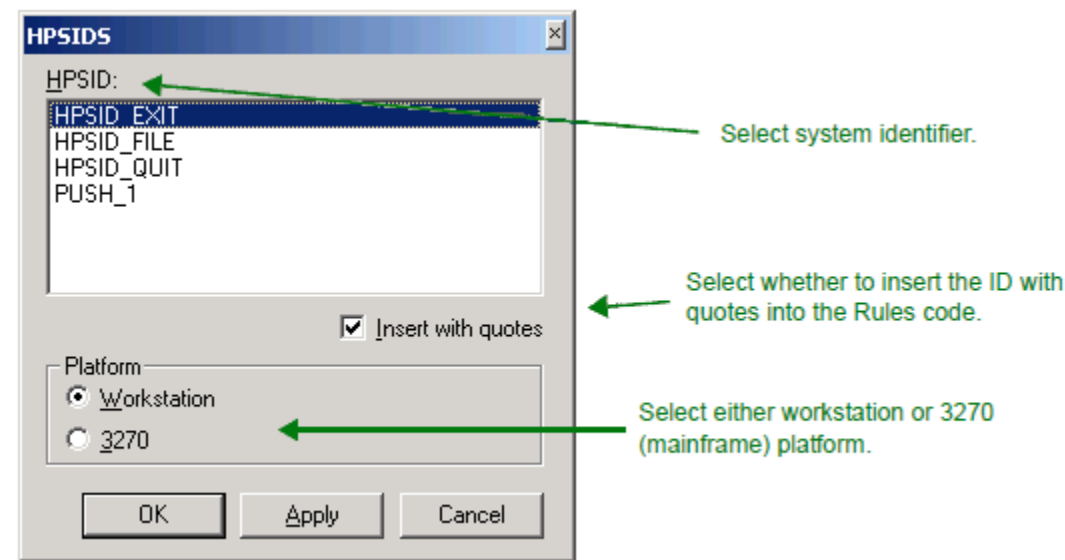 HPSIDS
HPSID:
HPSID_EXIT
HPSID_FILE
HPSID_QUIT
PUSH_1
Select system identifier.
Select whether to insert the ID with
quotes into the Rules code.
Insert with quotes
Platform
Workstation
3270
Select either workstation or 3270
(mainframe) platform.
OK
Apply
Cancel